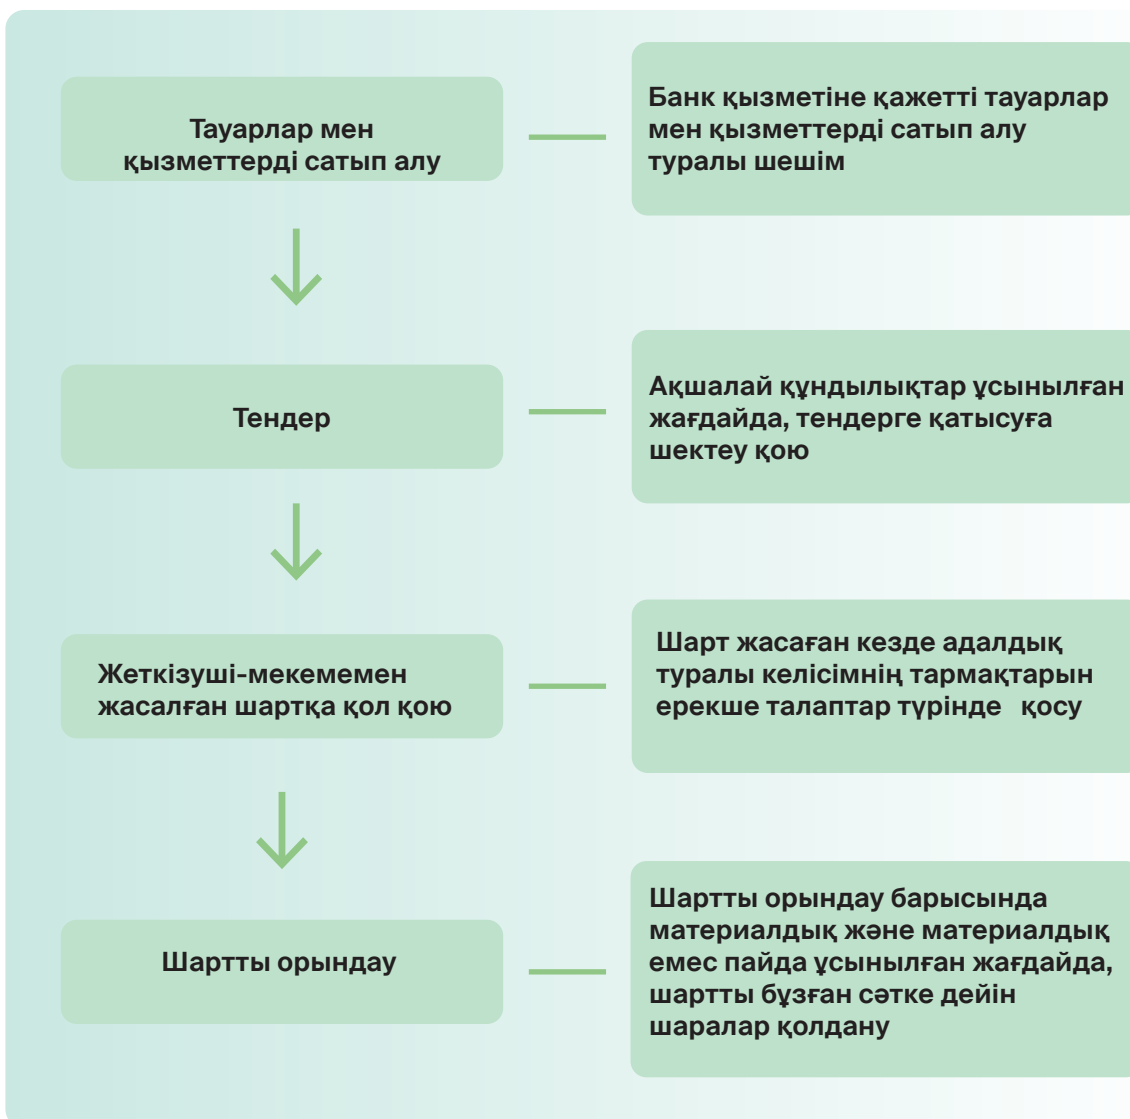 Тауарлар мен
қызметтерді сатып алу
Банк қызметіне қажетті тауарлар
мен қызметтерді сатып алу
туралы шешім
Тендер
Ақшалай құндылықтар ұсынылған
жағдайда, тендерге қатысуға
шектеу қою
Жеткізуші-мекемемен
жасалған шартқа қол қою
Шарт жасаған кезде адалдық
туралы келісімнің тармақтарын
ерекше талаптар түрінде қосу
Шартты орындау
Шартты орындау барысында
материалдық және материалдық
емес пайда ұсынылған жағдайда,
шартты бұзған сәтке дейін
шаралар қолдану